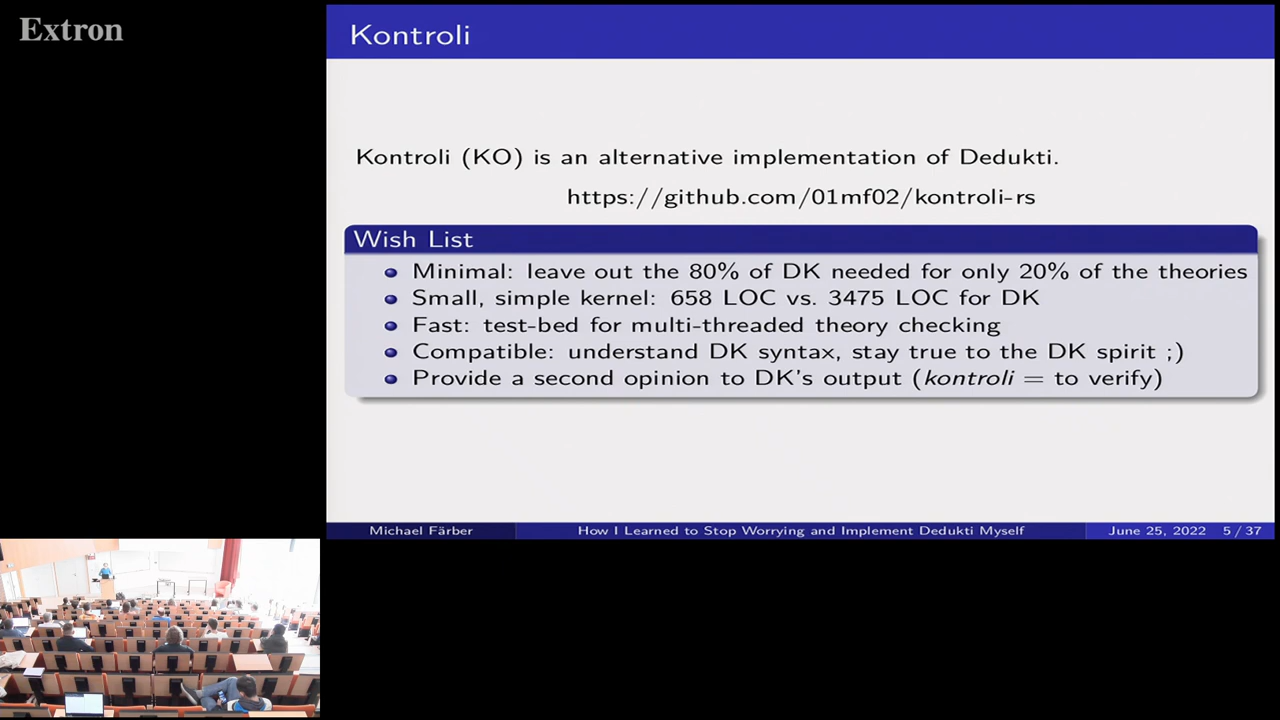 Extron
Kontroli
Kontroli (KO) is an alternative implementation of Dedukti.
https://github.com/01mf02/kontroli-rs
Wish List
Minimal: leave out the 80% of DK needed for only 20% of the theories
Small, simple kernel: 658 LOC vs. 3475 LOC for DK
Fast: test-bed for multi-threaded theory checking
Compatible: understand DK syntax, stay true to the DK spirit ;)
Provide a second opinion to DK's output (kontroli = to verify)
Michael Färber How I Learned to Stop Worrying and Implement Dedukti Myself June 25, 2022 5 / 37